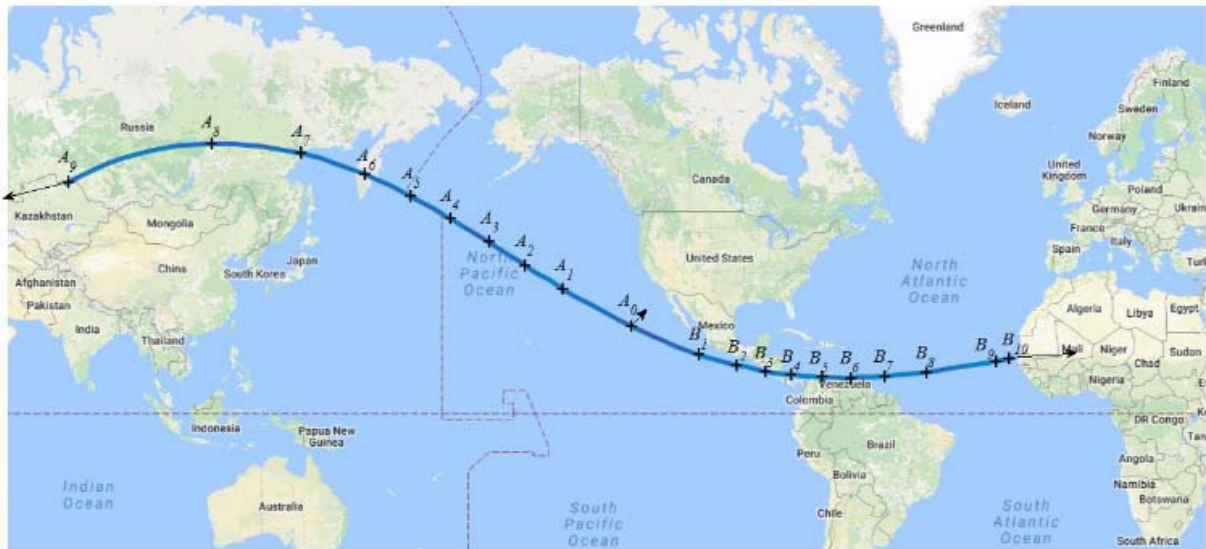 Greenland
Iceland
Finland
Sweden
Norway
Russia
A8
A7
A9
A6
A5
A4
A3
A2
A1
A0
Canada
United Kingdom
Poland
Germany
Ukrain
France
Italy
Spain
Tur
Kazakhstan
Mongolia
China
South Korea
Japan
Afghanistan
Pakistan
India
Thailand
North Pacific Ocean
United States
North Atlantic Ocean
Mexico
Algeria
Libya
Egypt
Mali
Niger
Chad
Sudan
Nigeria
B1
B2
B3
B4
B5
B6
B7
B8
B9
B10
Venezuela
Colombia
Indonesia
Papua New Guinea
DR Congo
Ke
Tan
Peru
Brazil
Bolivia
Chile
Angola
Namibia
Botswana
South Africa
Indian Ocean
Australia
South Pacific Ocean
South Atlantic Ocean